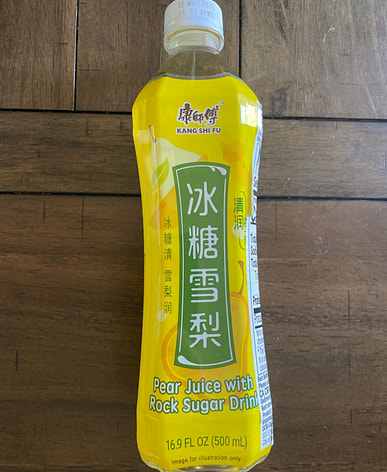 康師傅
KANG SHI FU
清润
冰糖雪梨
冰糖清 雪梨润
Pear Juice with
Rock Sugar Drink
16.9 FL OZ (500 mL)
Image for illustration only